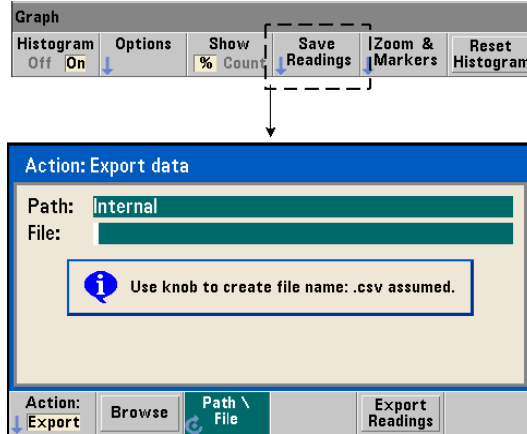 Graph
Histogram Options Show Save Zoom & Reset
Off On % Count Readings Markers Histogram
Action: Export data
Path: Internal
File:
i Use knob to create file name: .csv assumed.
Action: Browse Path \ Export
Export File Readings